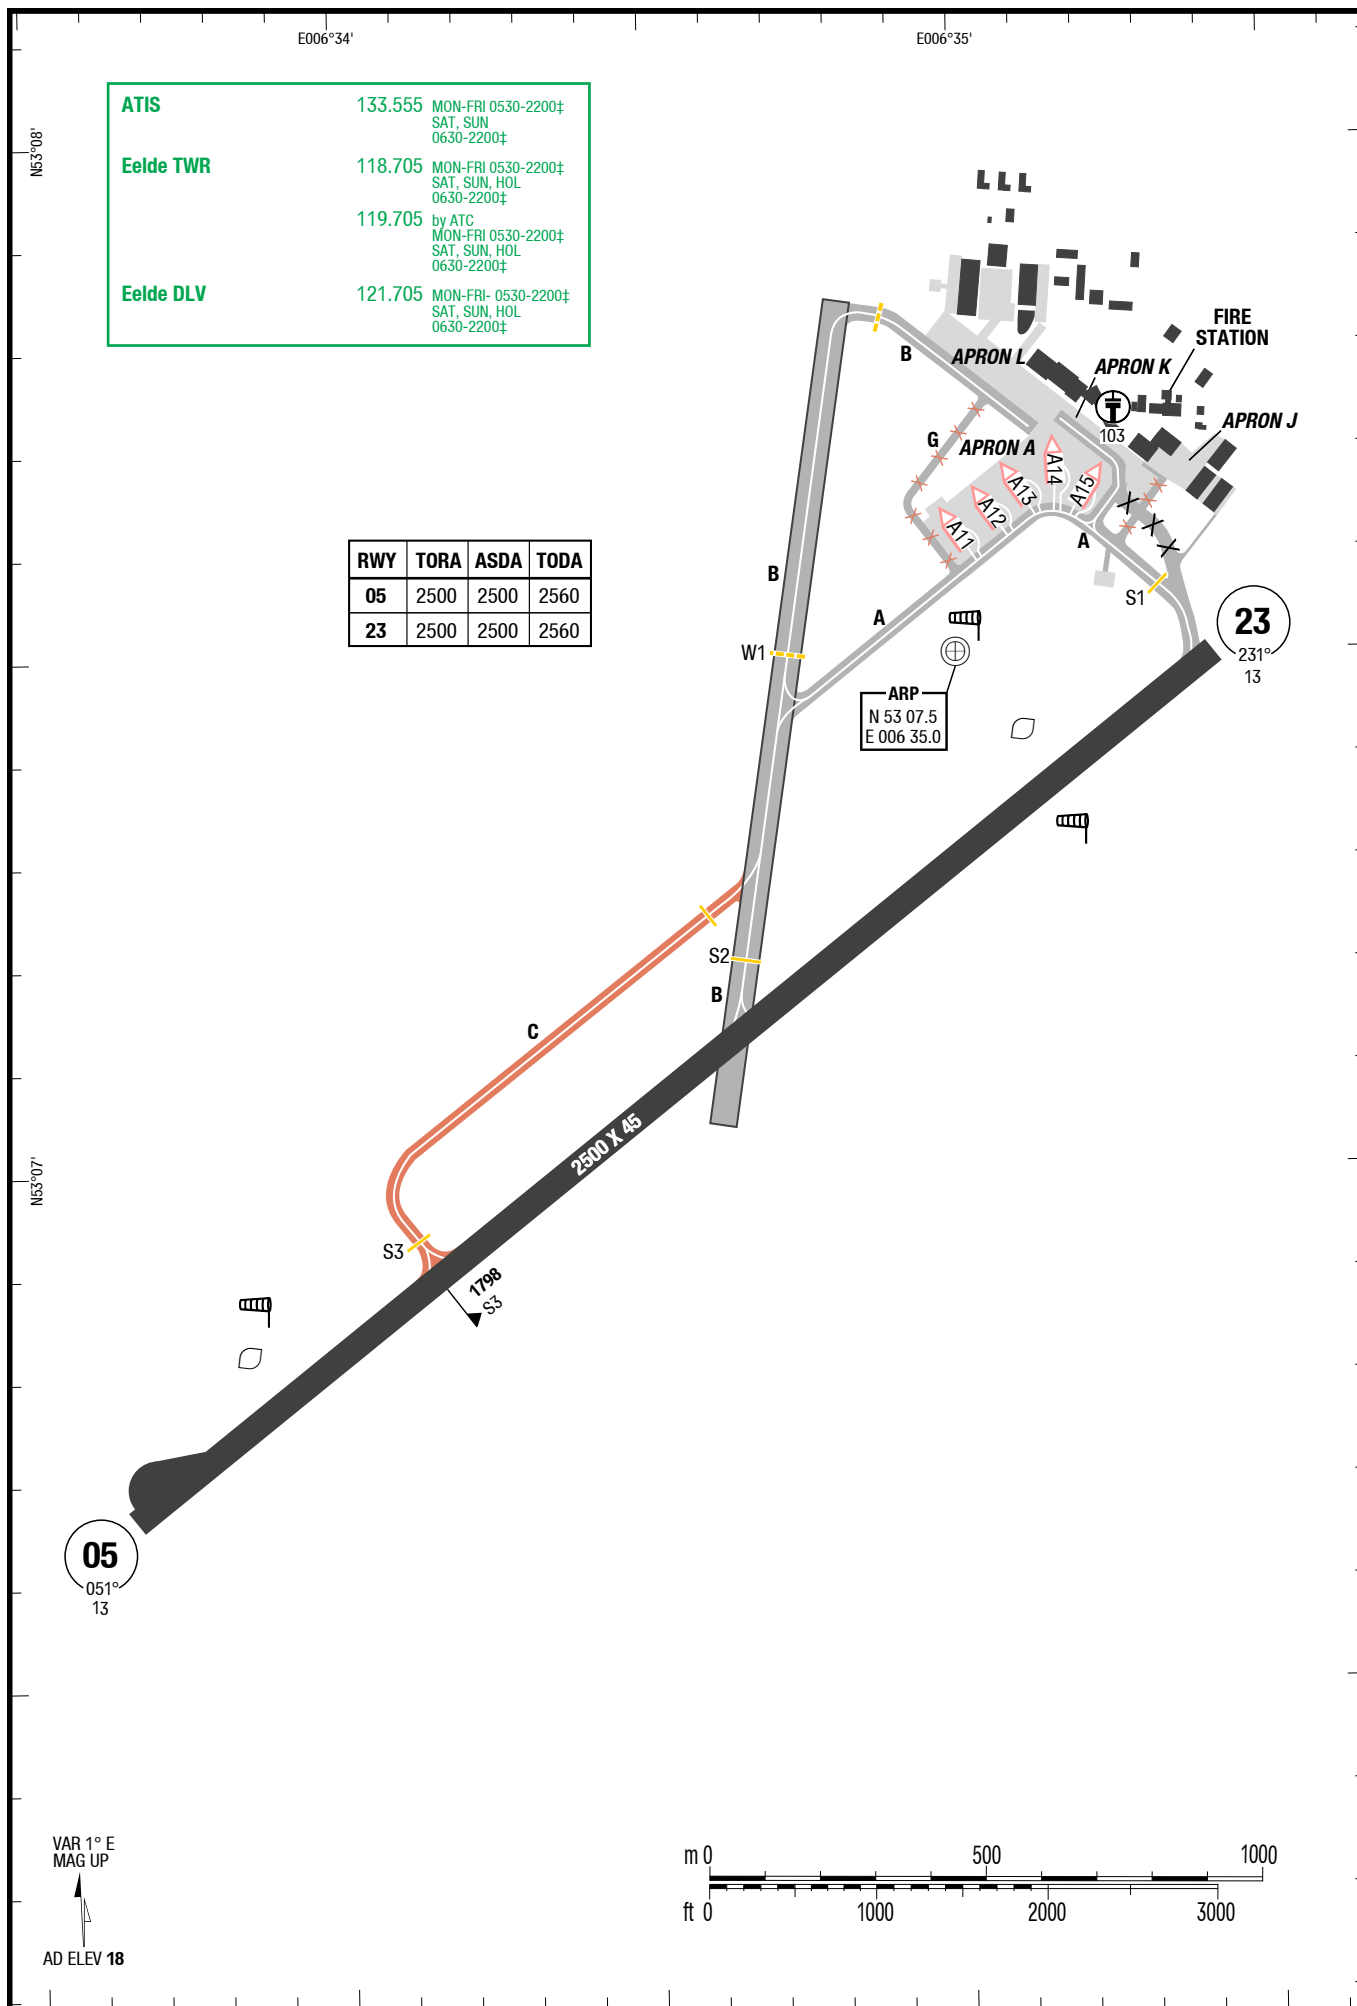 E006°34'
E006°35'
N53°08'
ATIS 133.555 MON-FRI 0530-2200‡
SAT, SUN
0630-2200‡
Eelde TWR 118.705 MON-FRI 0530-2200‡
SAT, SUN, HOL
0630-2200‡
119.705 by ATC
MON-FRI 0530-2200‡
SAT, SUN, HOL
0630-2200‡
Eelde DLV 121.705 MON-FRI- 0530-2200‡
SAT, SUN, HOL
0630-2200‡
FIRE
STATION
B
APRON L
APRON K
103
APRON J
G
APRON A
A14
A13
A15
A12
A11
A
RWY TORA ASDA TODA
05 2500 2500 2560
23 2500 2500 2560
B
S1
A
23
231°
13
W1
ARP
N 53 07.5
E 006 35.0
S2
B
C
2500 X 45
N53°07'
S3
1798
S3
05
051°
13
VAR 1° E
MAG UP
AD ELEV 18
m 0 500 1000
ft 0 1000 2000 3000